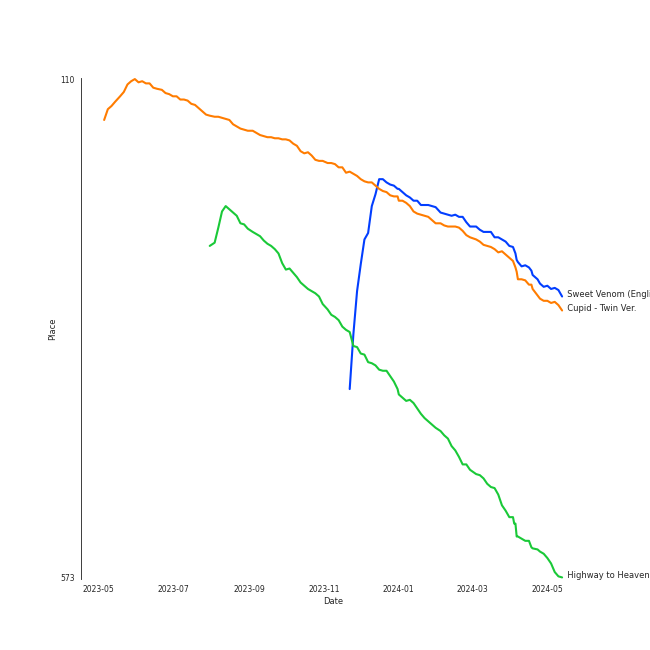 110
Sweet Venom (Engli
Cupid - Twin Ver.
Place
573
Highway to Heaven
2023-05 2023-07 2023-09 2023-11 2024-01 2024-03 2024-05
Date